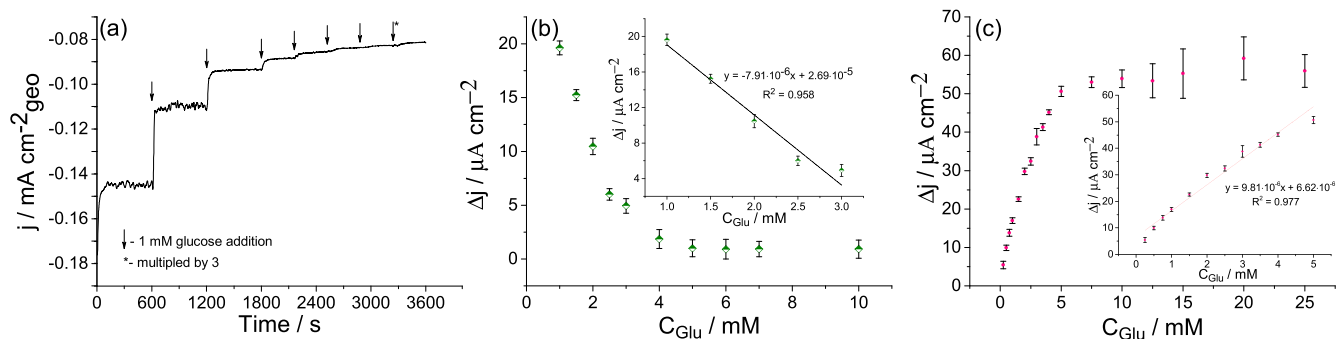 (a)
j / mA cm⁻²geo
-0.08
-0.10
-0.12
-0.14
-0.16
-0.18
*
- 1 mM glucose addition
*- multipled by 3
0 600 1200 1800 2400 3000 3600
Time / s
(b)
Δj / μA cm⁻²
20
15
10
5
0
0 2 4 6 8 10
C_Glu / mM
Δj / μA cm⁻²
20
16
12
8
4
y = -7.91·10⁻⁶x + 2.69·10⁻⁵
R² = 0.958
1.0 1.5 2.0 2.5 3.0
C_Glu / mM
(c)
Δj / μA cm⁻²
70
60
50
40
30
20
10
0
0 5 10 15 20 25
C_Glu / mM
Δj / μA cm⁻²
60
50
40
30
20
10
0
y = 9.81·10⁻⁶x + 6.62·10⁻⁶
R² = 0.977
0 1 2 3 4 5
C_Glu / mM